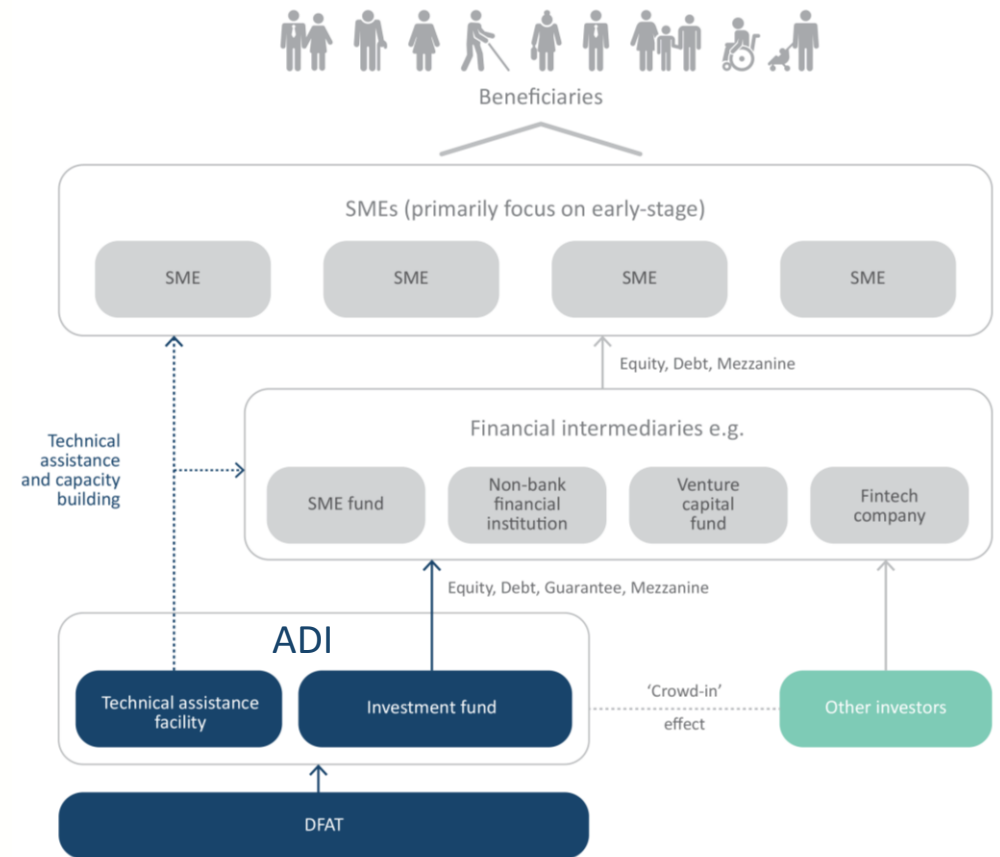 Beneficiaries
SMEs (primarily focus on early-stage)
SME
SME
SME
SME
Equity, Debt, Mezzanine
Technical
assistance
and capacity
building
Financial intermediaries e.g.
SME fund
Non-bank
financial
institution
Venture
capital
fund
Fintech
company
Equity, Debt, Guarantee, Mezzanine
ADI
Technical assistance
facility
Investment fund
‘Crowd-in’
effect
Other investors
DFAT